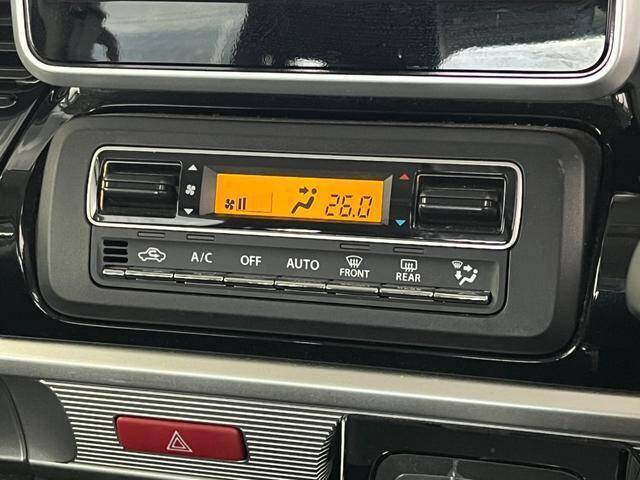 26.0
A/C OFF AUTO FRONT REAR